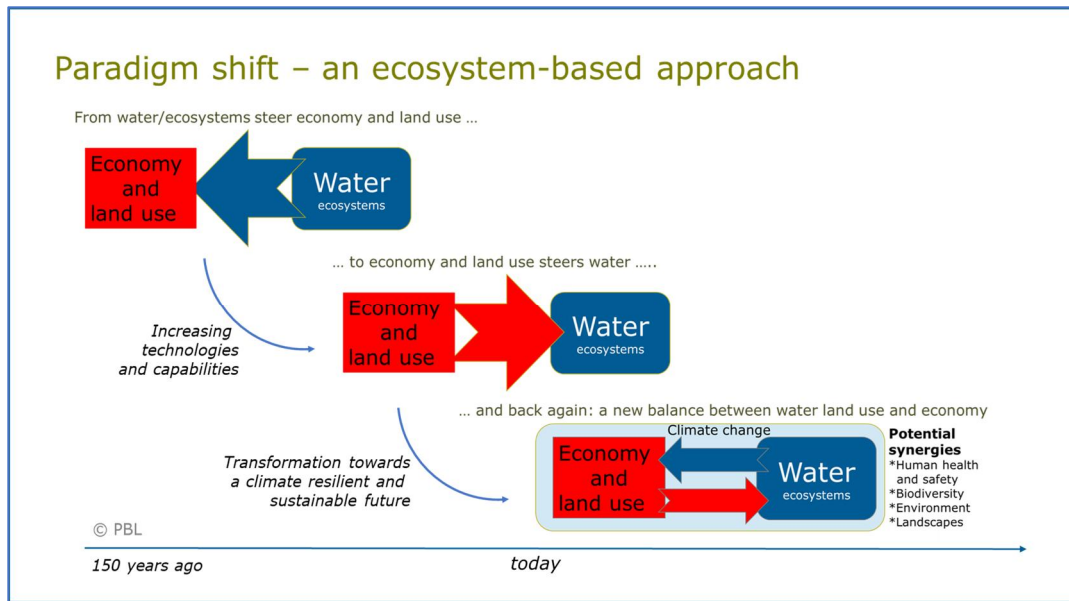 Paradigm shift – an ecosystem-based approach
From water/ecosystems steer economy and land use …
Economy
and
land use
Water
ecosystems
… to economy and land use steers water …..
Economy
and
land use
Water
ecosystems
Increasing
technologies
and capabilities
… and back again: a new balance between water land use and economy
Climate change
Economy
and
land use
Water
ecosystems
Potential
synergies
*Human health
and safety
*Biodiversity
*Environment
*Landscapes
Transformation towards
a climate resilient and
sustainable future
© PBL
150 years ago
today